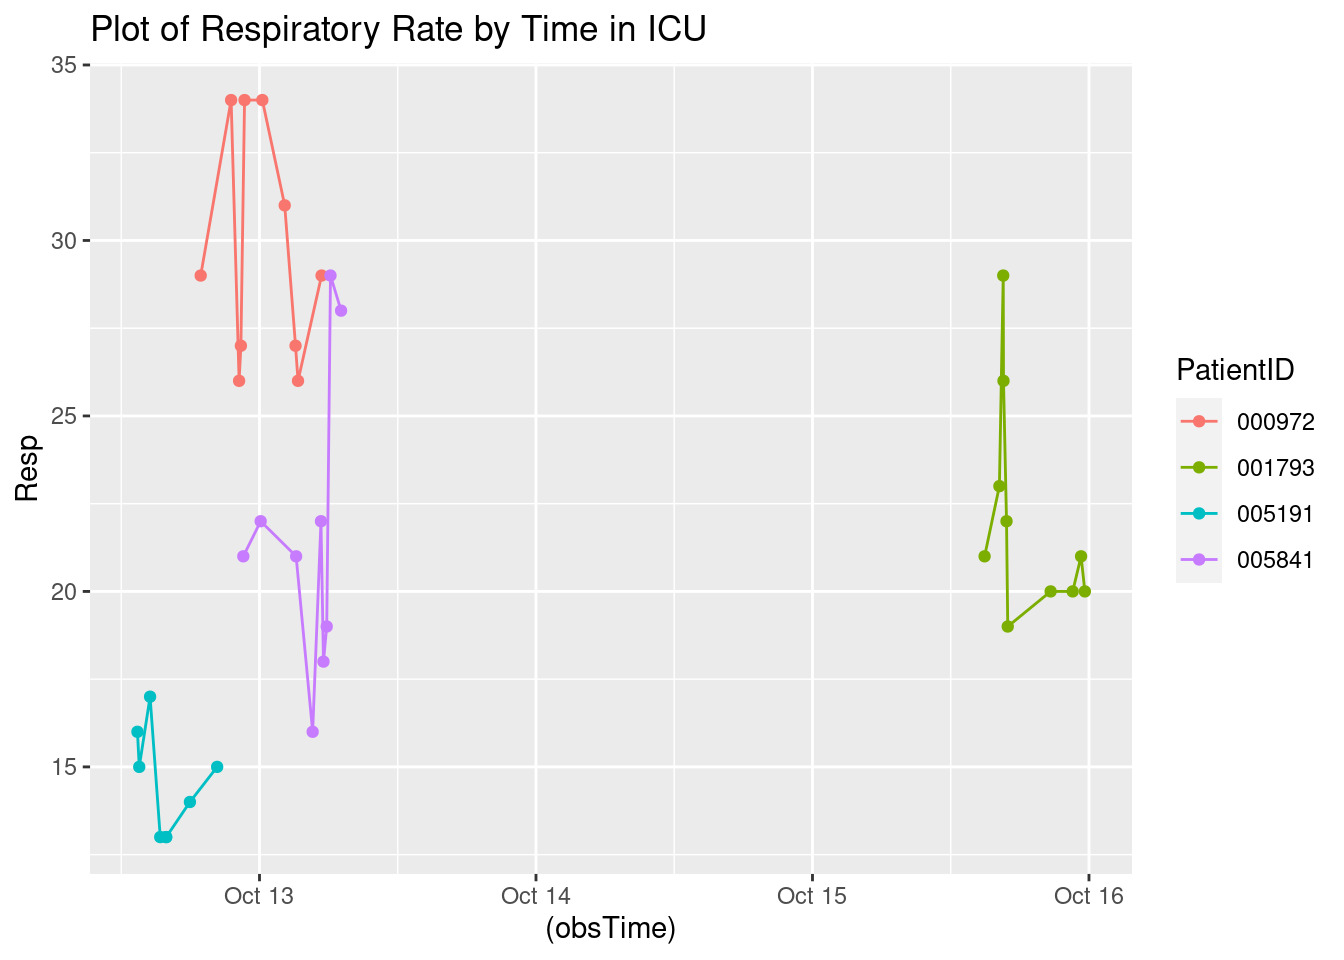 Plot of Respiratory Rate by Time in ICU
35
30
25
20
15
Resp
Oct 13
Oct 14
Oct 15
Oct 16
(obsTime)
PatientID
000972
001793
005191
005841